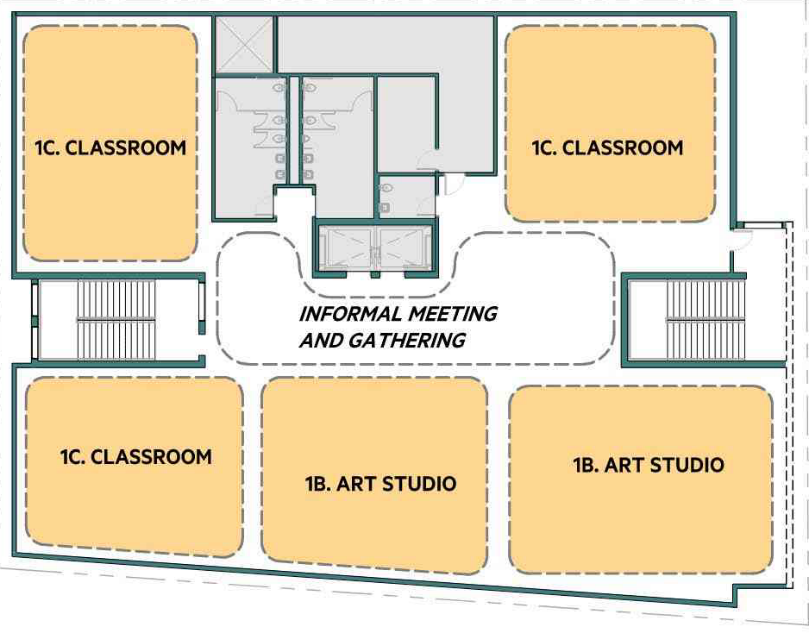 1C. CLASSROOM
1C. CLASSROOM
INFORMAL MEETING
AND GATHERING
1C. CLASSROOM
1B. ART STUDIO
1B. ART STUDIO